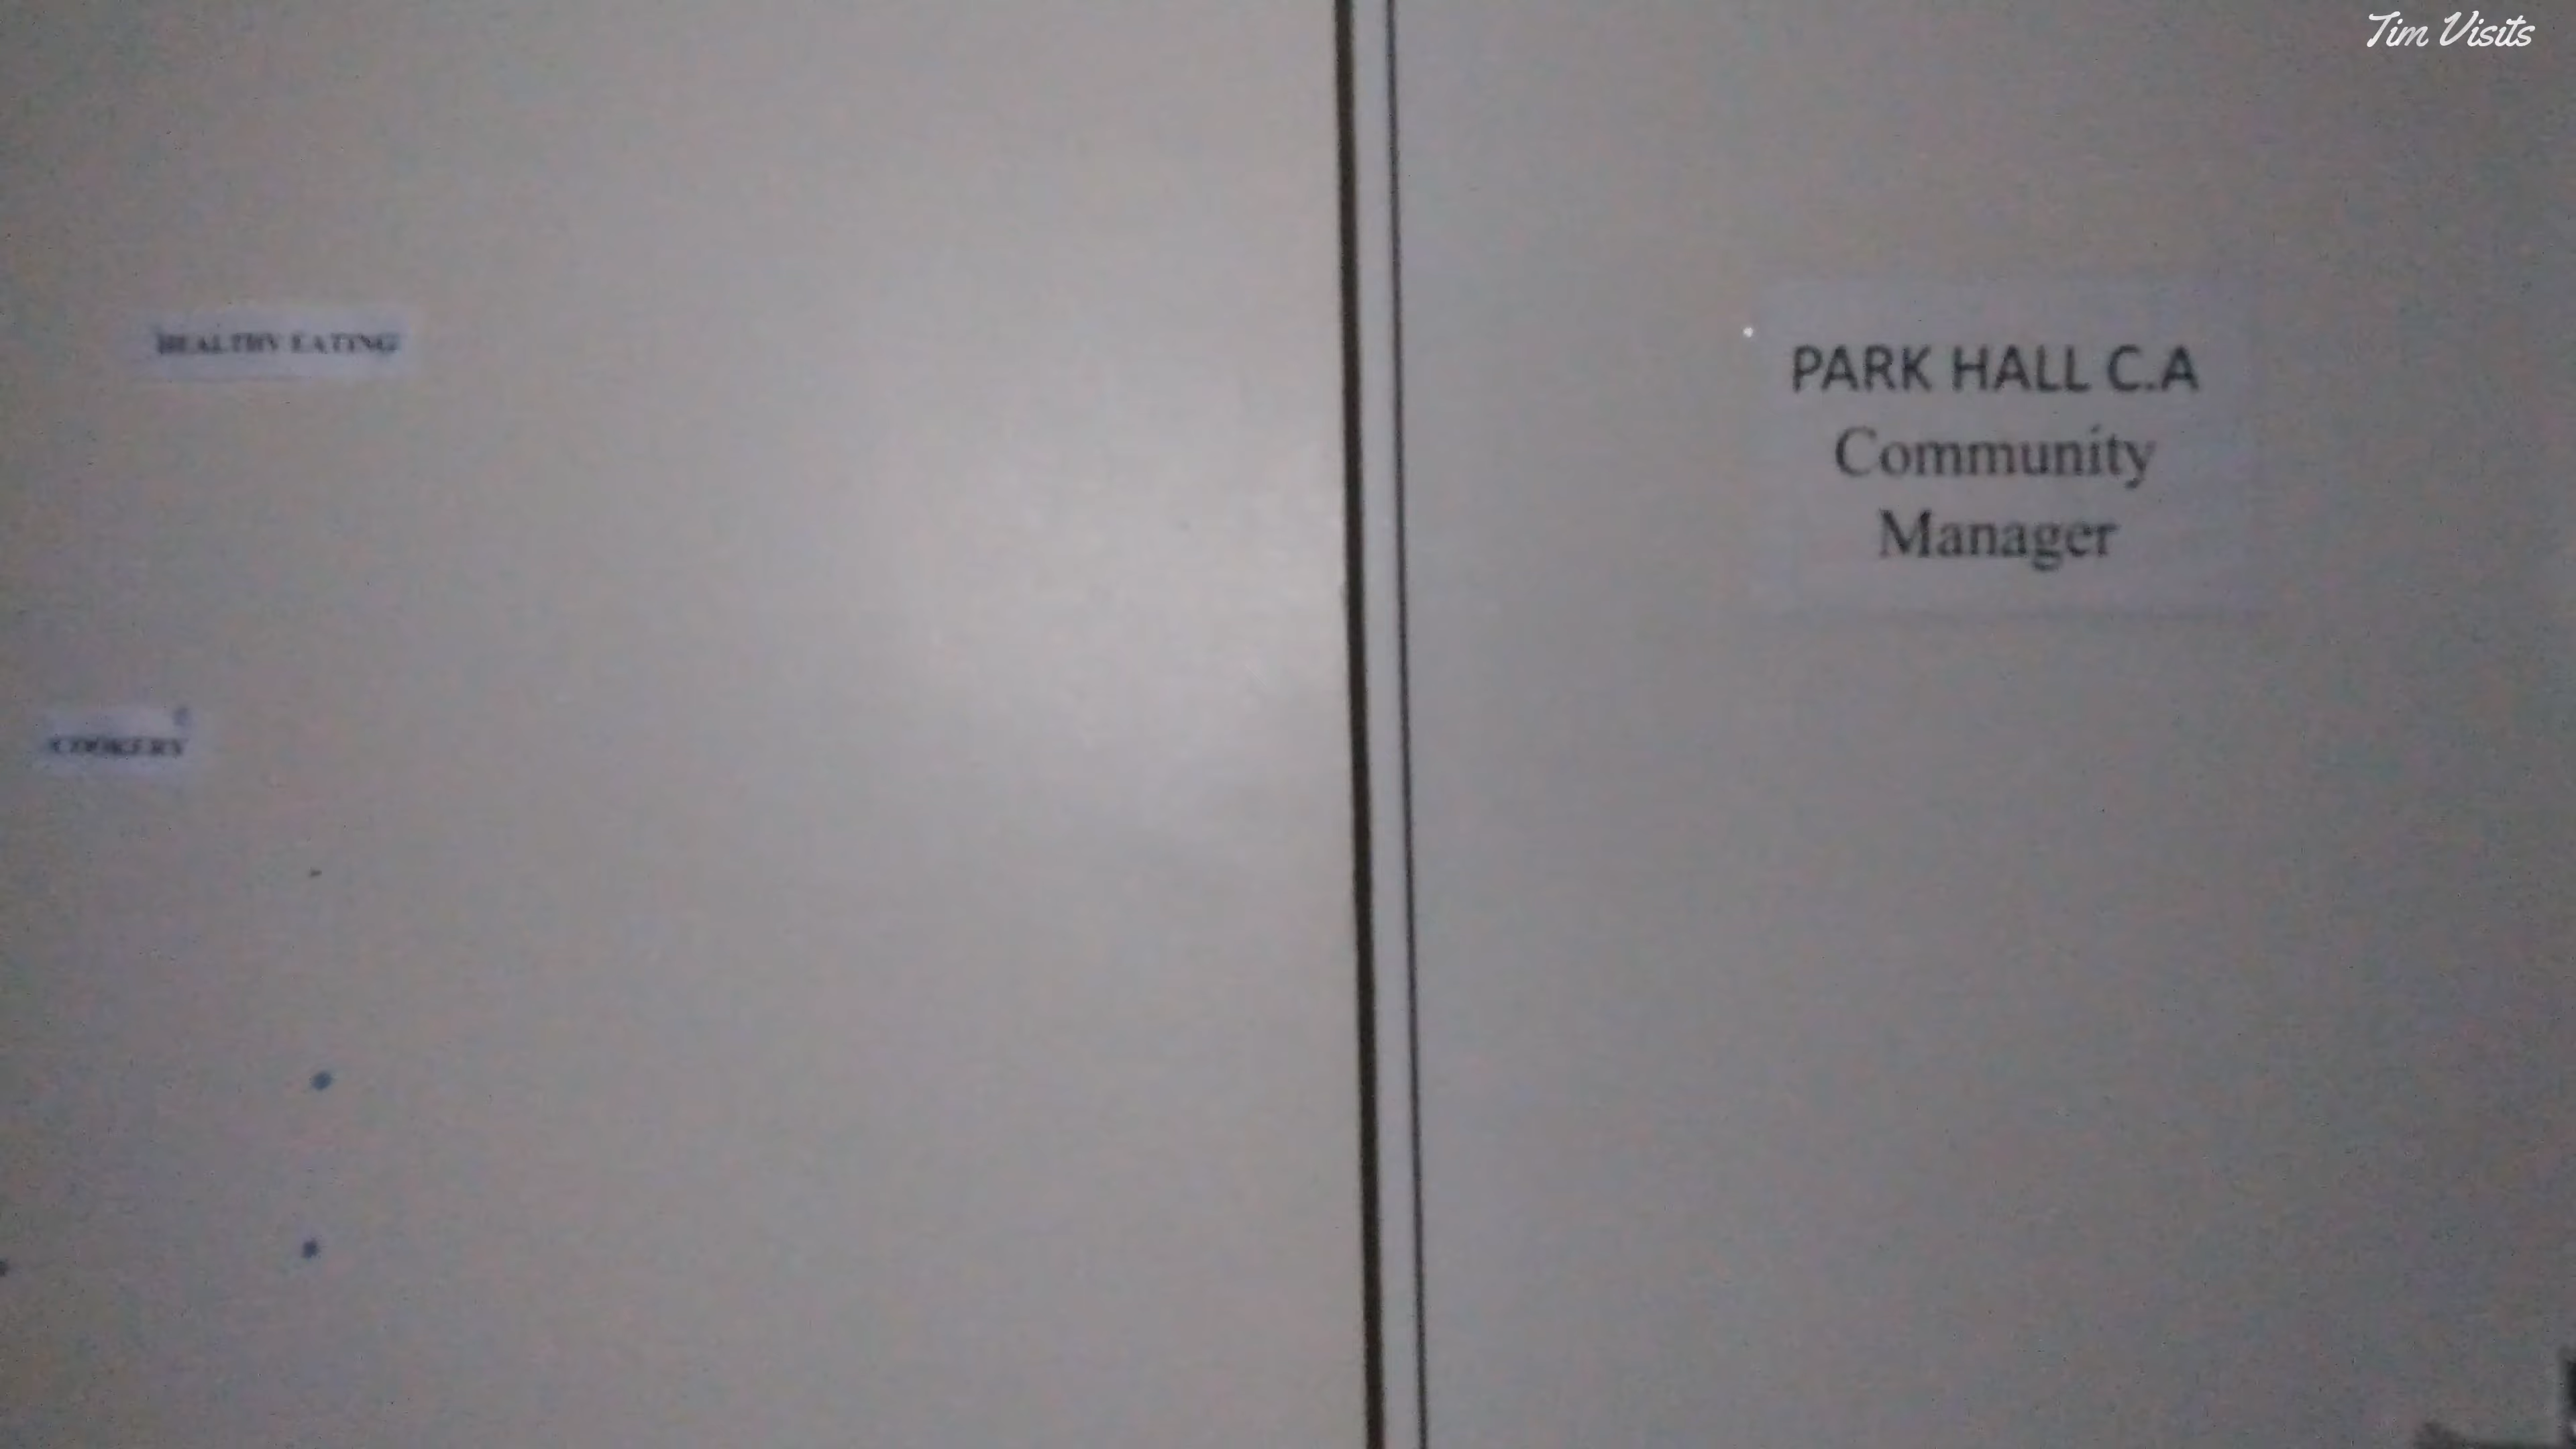 Tim Visits
HEALTHY EATING
PARK HALL C.A
Community
Manager
COOKERY